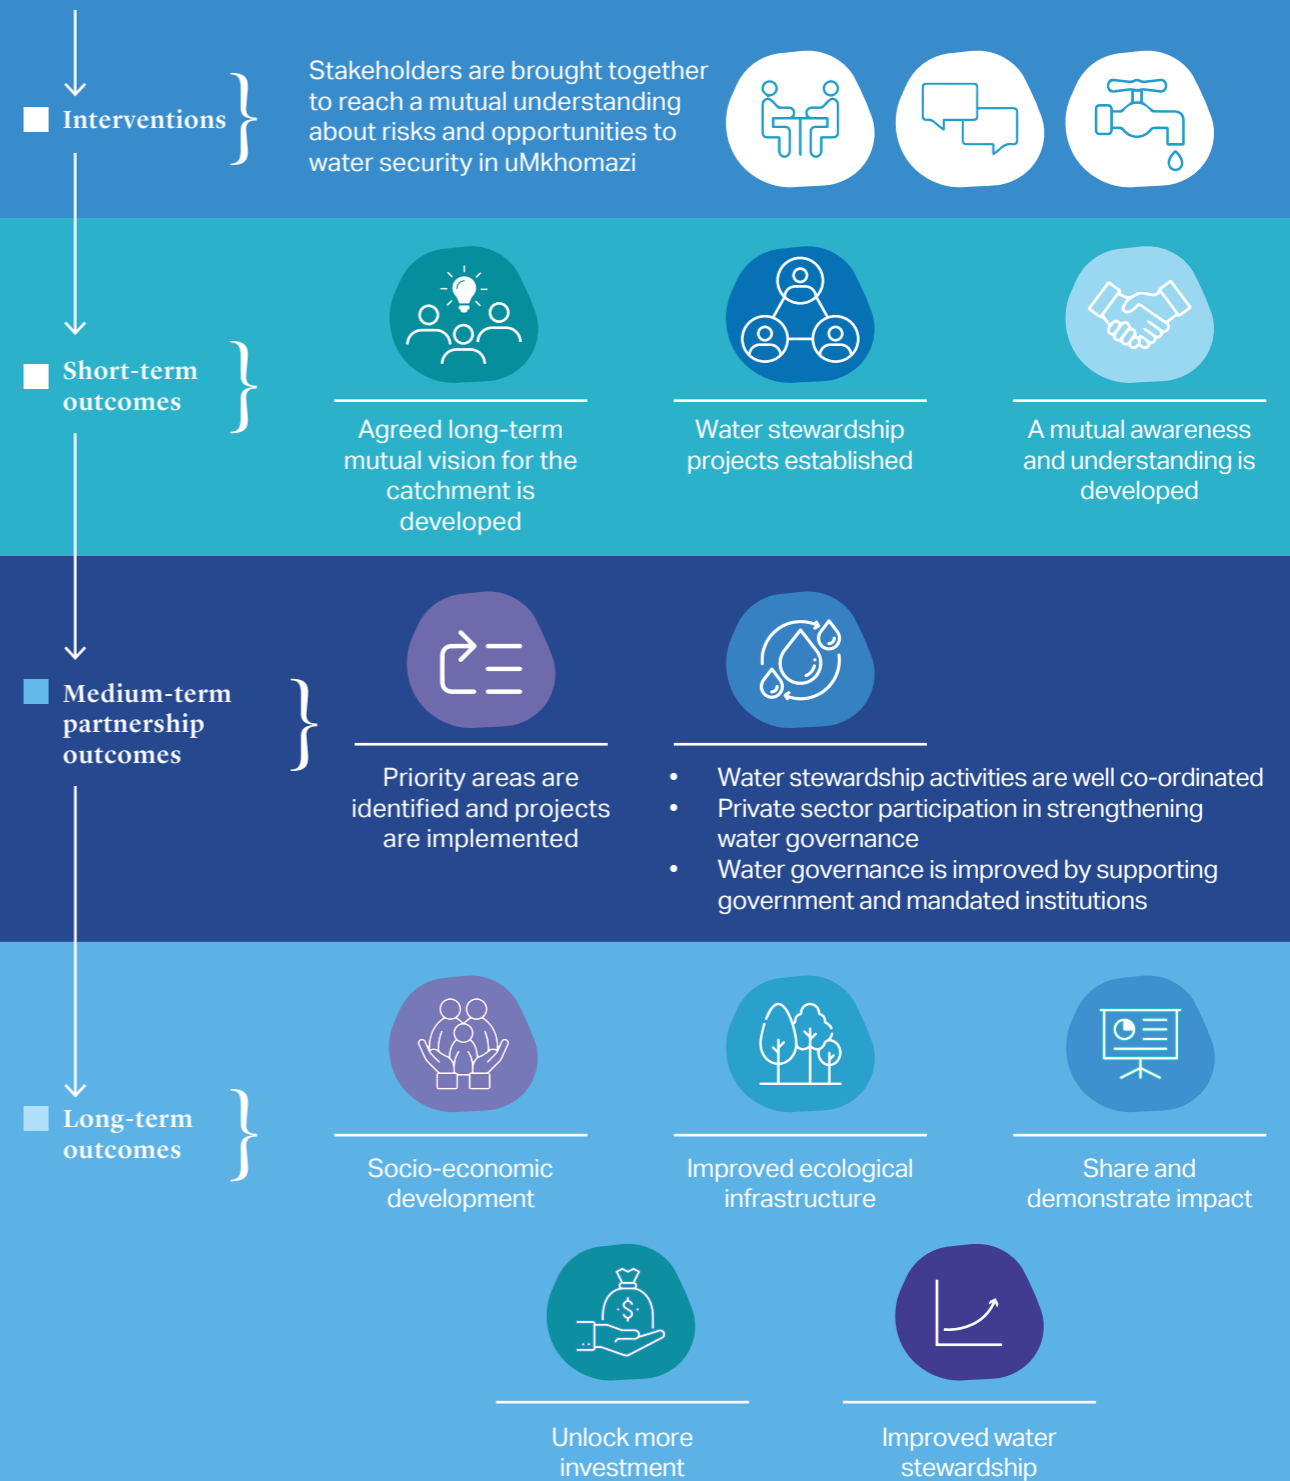 Interventions
Stakeholders are brought together
to reach a mutual understanding
about risks and opportunities to
water security in uMkhomazi
Short-term
outcomes
Agreed long-term
mutual vision for the
catchment is
developed
Water stewardship
projects established
A mutual awareness
and understanding is
developed
Medium-term
partnership
outcomes
Priority areas are
identified and projects
are implemented
• Water stewardship activities are well co-ordinated
• Private sector participation in strengthening
water governance
• Water governance is improved by supporting
government and mandated institutions
Long-term
outcomes
Socio-economic
development
Improved ecological
infrastructure
Share and
demonstrate impact
$
Unlock more
investment
Improved water
stewardship